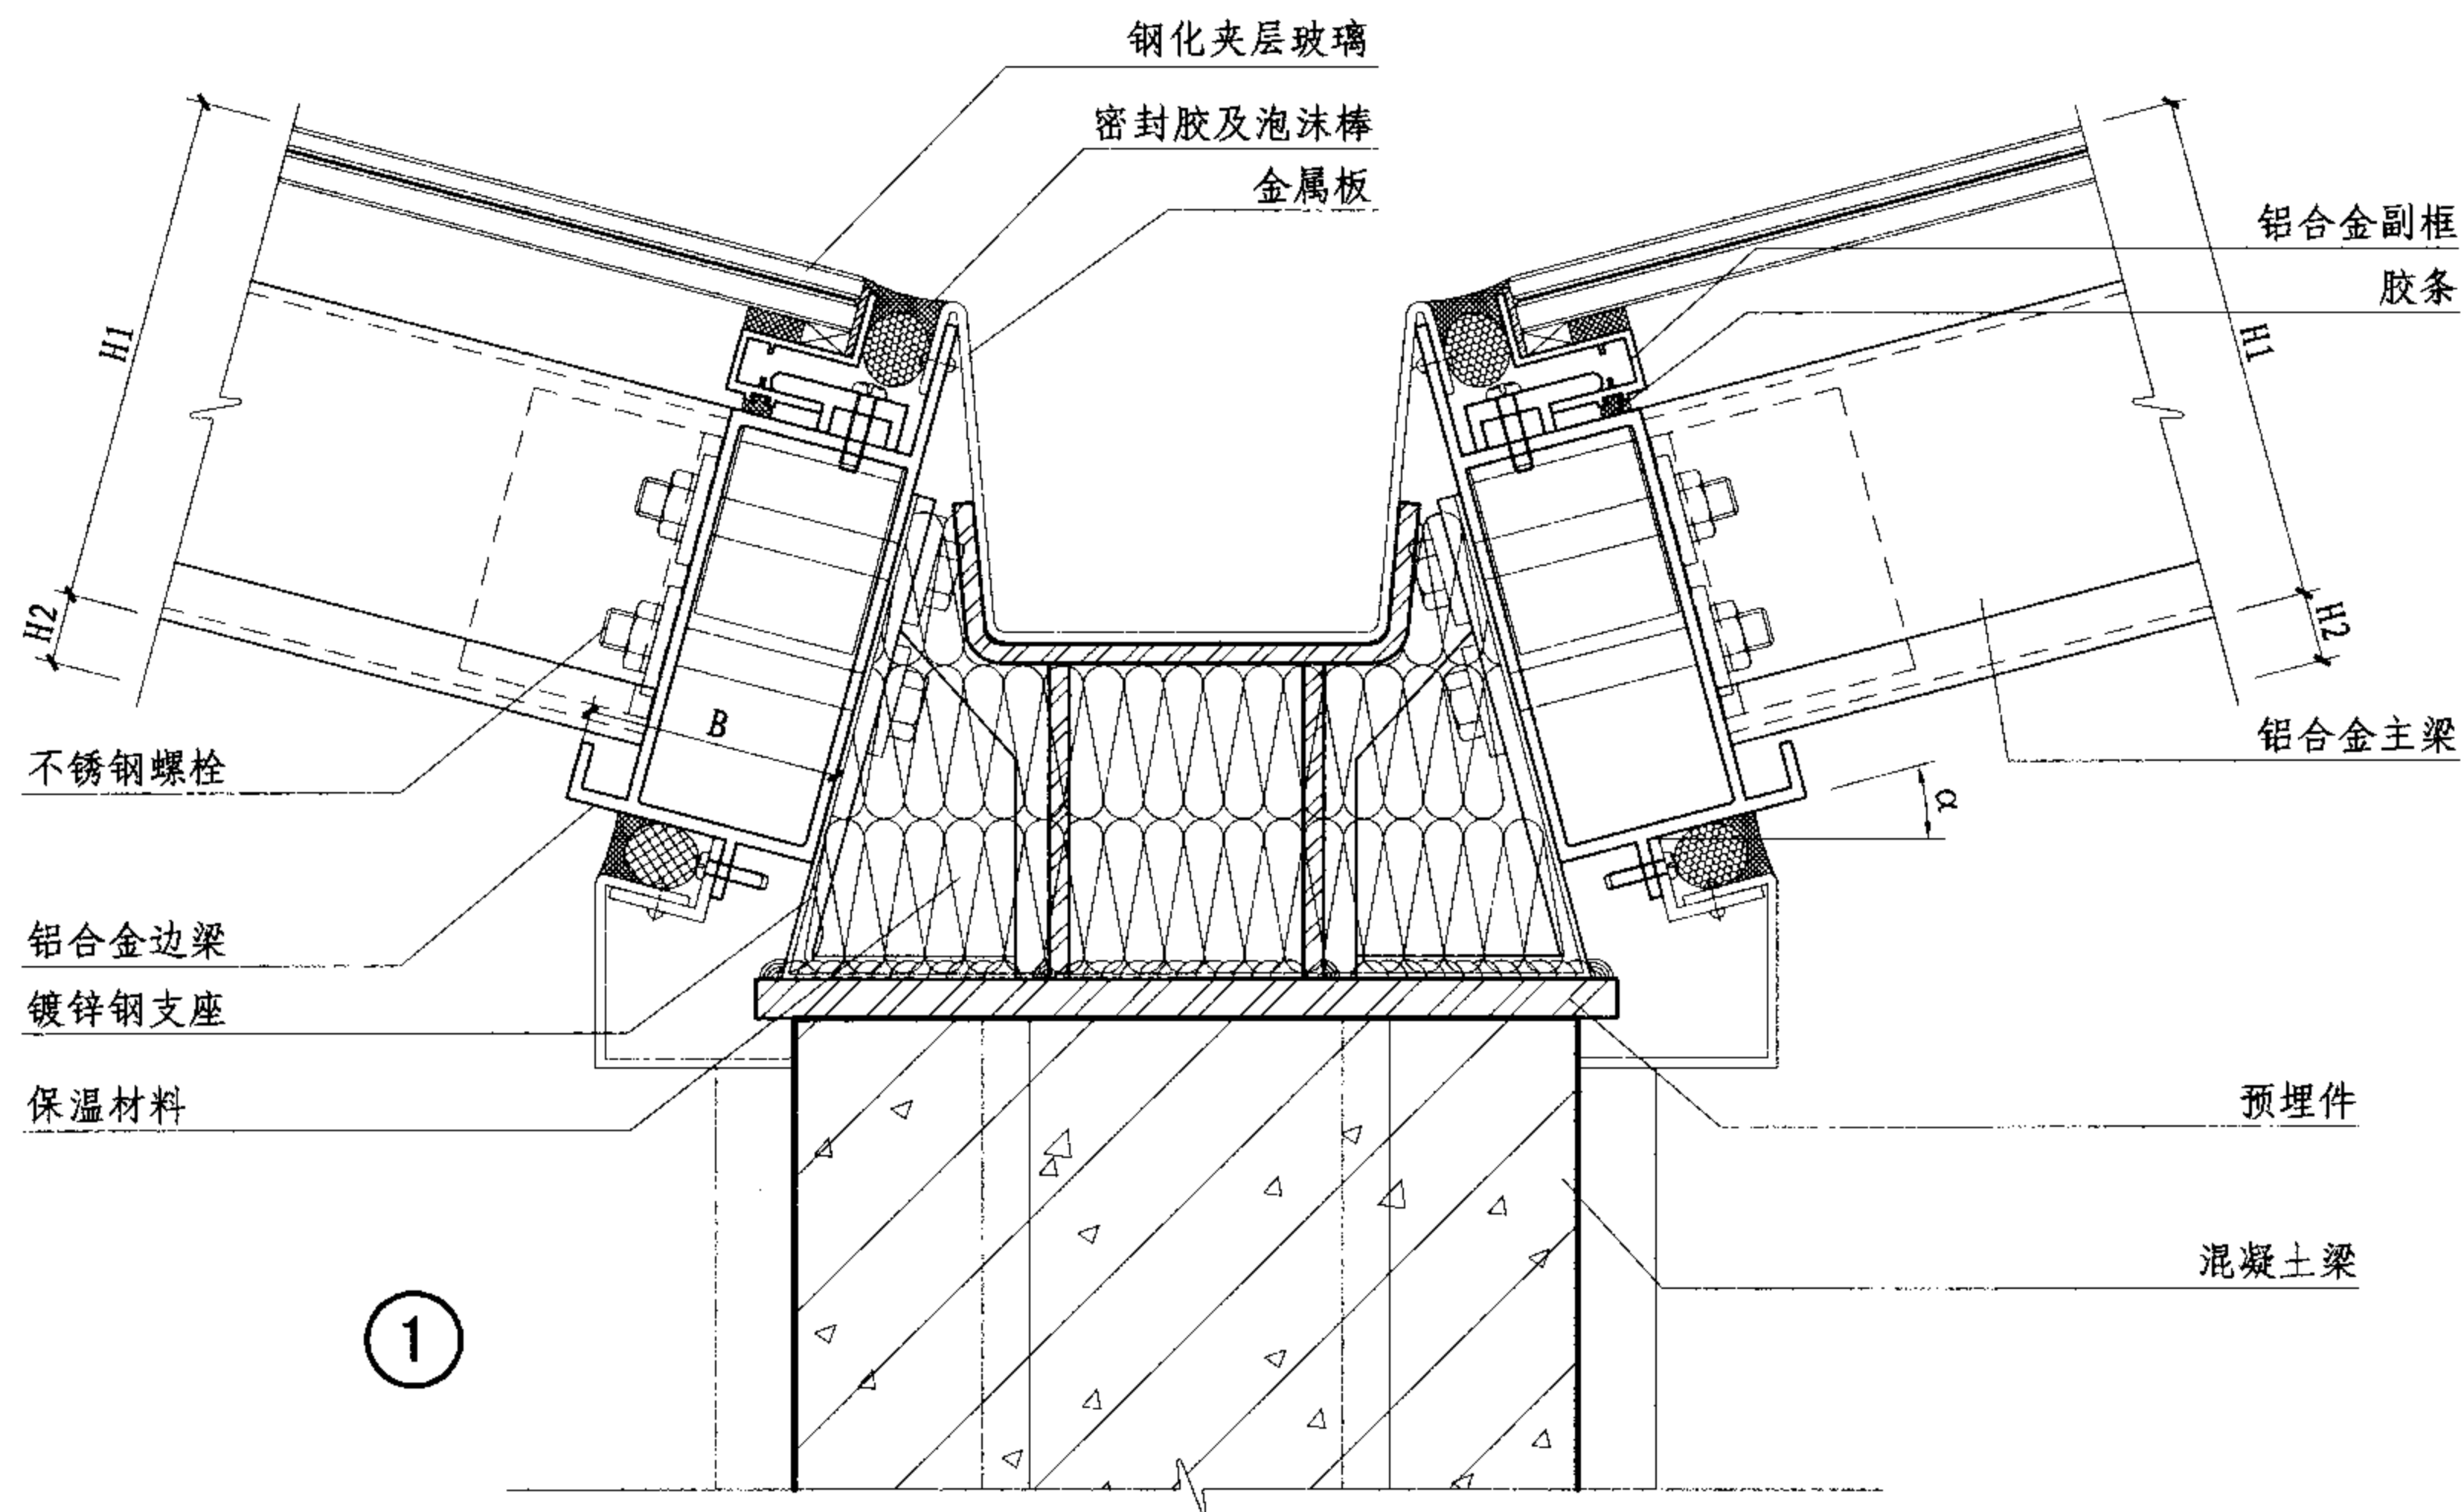 钢化夹层玻璃
密封胶及泡沫棒
金属板
铝合金副框
胶条
H1
H1
H2
H2
B
α
不锈钢螺栓
铝合金主梁
铝合金边梁
镀锌钢支座
保温材料
预埋件
混凝土梁
1